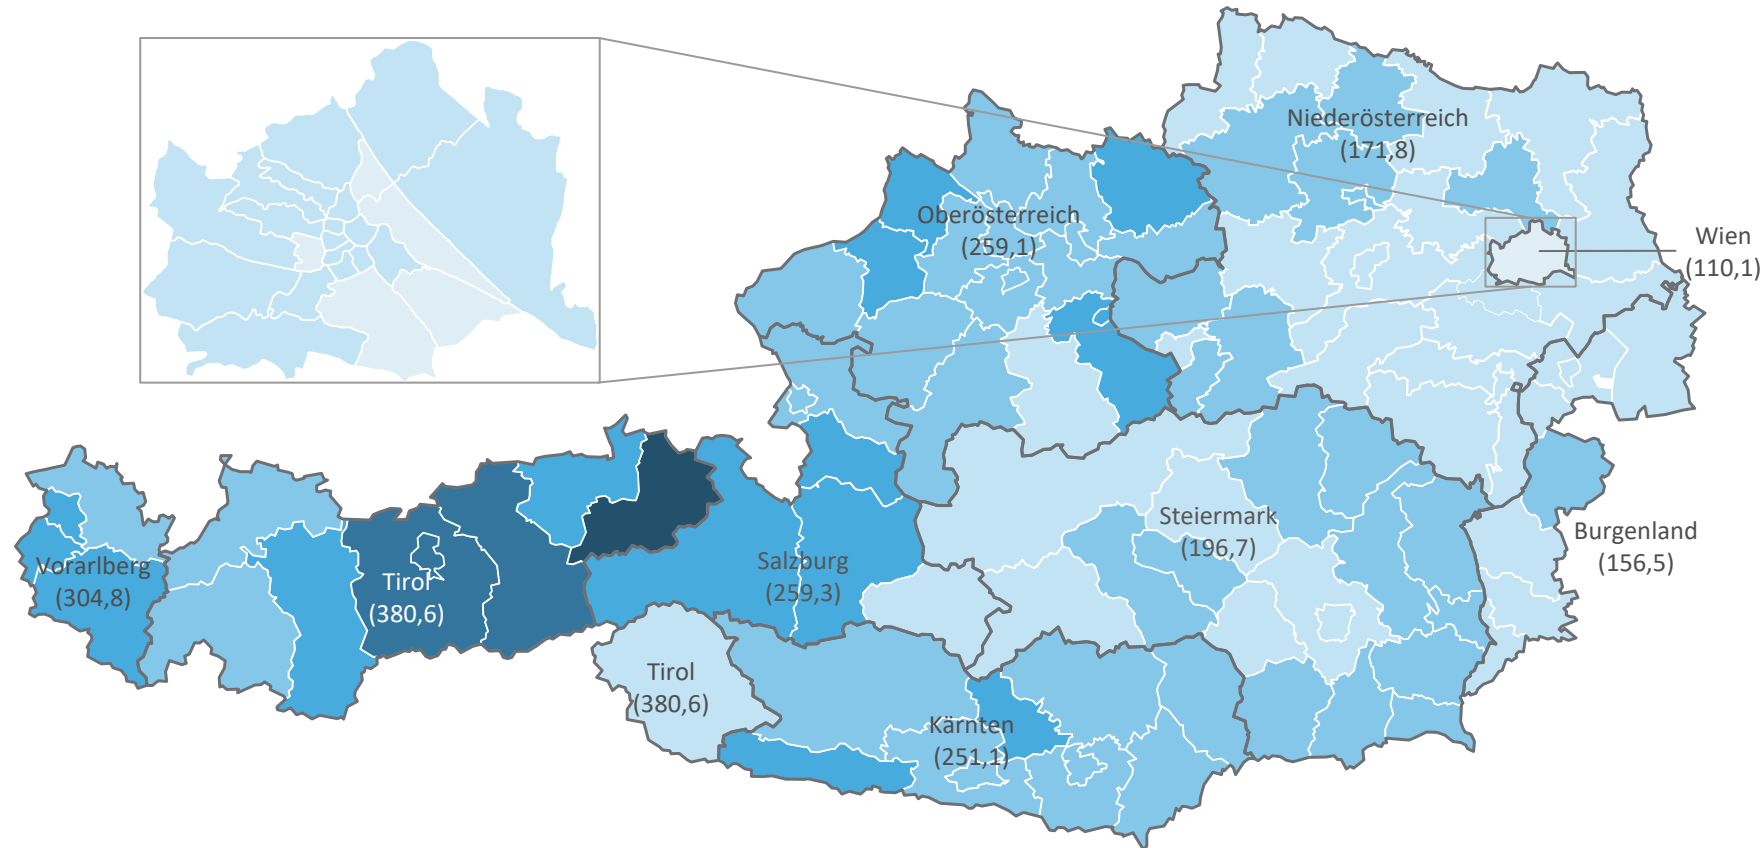 Niederösterreich
(171,8)
Oberösterreich
(259,1)
Wien
(110,1)
Steiermark
(196,7)
Burgenland
(156,5)
Vorarlberg
(304,8)
Tirol
(380,6)
Salzburg
(259,3)
Tirol
(380,6)
Kärnten
(251,1)